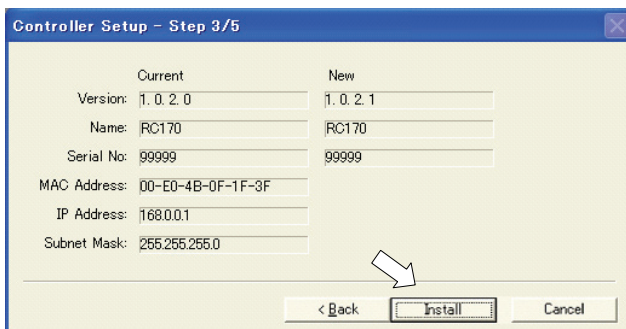 Controller Setup - Step 3/5
Current New
Version: 1. 0. 2. 0 1. 0. 2. 1
Name: RC170 RC170
Serial No: 99999 99999
MAC Address: 00-E0-4B-0F-1F-3F
IP Address: 168.0.0.1
Subnet Mask: 255.255.255.0
< Back Install Cancel